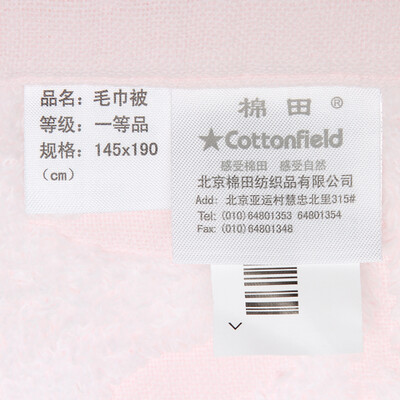 品名：毛巾被
等级：一等品
规格：145x190
(cm)
棉田®
★Cottonfield
感受棉田 感受自然
北京棉田纺织品有限公司
Add: 北京亚运村慧忠北里315#
Tel: (010)64801353 64801354
Fax: (010)64801348